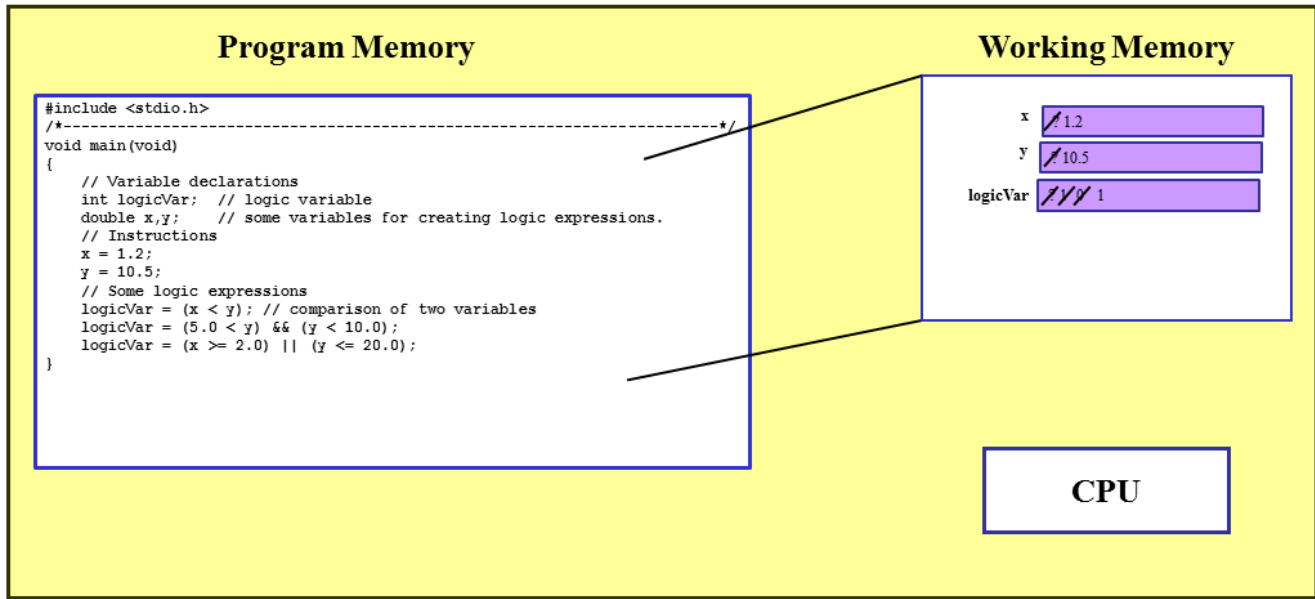 Program Memory
#include <stdio.h>
/*-------------------------------------------------------------------------*/
void main(void)
{
    // Variable declarations
    int logicVar;  // logic variable
    double x,y;    // some variables for creating logic expressions.
    // Instructions
    x = 1.2;
    y = 10.5;
    // Some logic expressions
    logicVar = (x < y); // comparison of two variables
    logicVar = (5.0 < y) && (y < 10.0);
    logicVar = (x >= 2.0) || (y <= 20.0);
}
Working Memory
x ? 1.2
y ? 10.5
logicVar ? 1 0 1
CPU